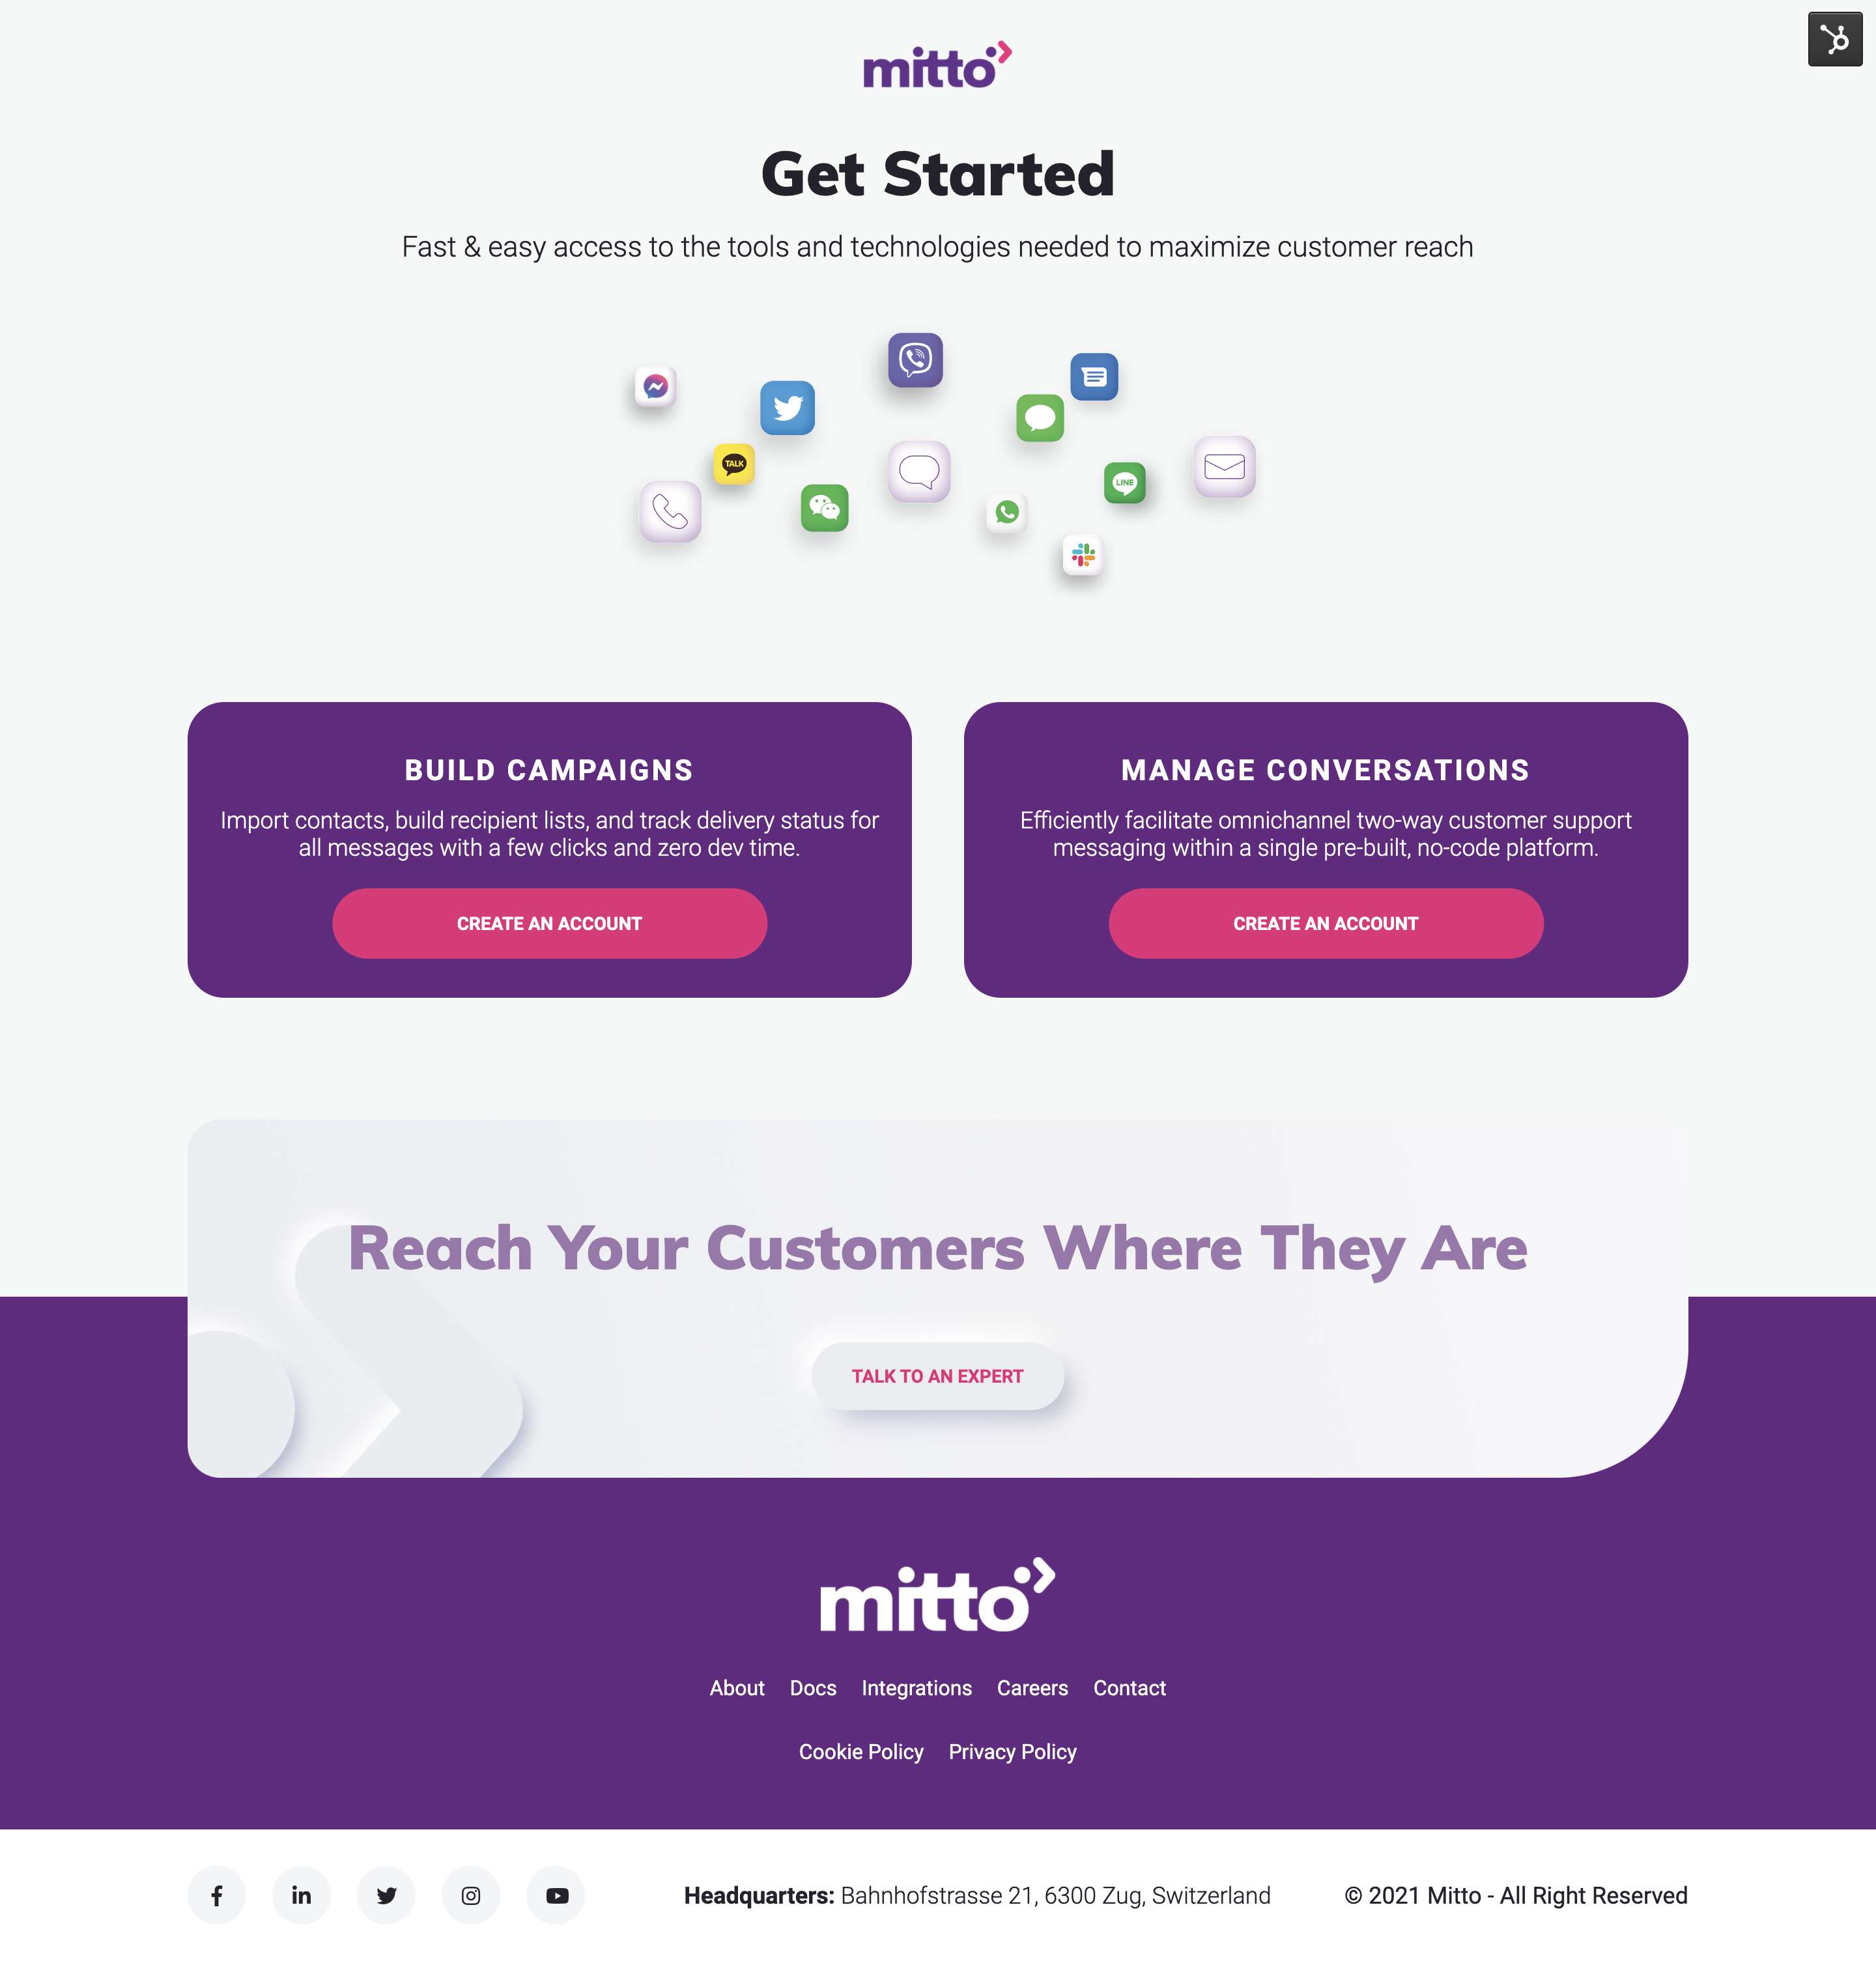 mitto
Get Started
Fast & easy access to the tools and technologies needed to maximize customer reach
TALK
LINE
BUILD CAMPAIGNS
Import contacts, build recipient lists, and track delivery status for
all messages with a few clicks and zero dev time.
CREATE AN ACCOUNT
MANAGE CONVERSATIONS
Efficiently facilitate omnichannel two-way customer support
messaging within a single pre-built, no-code platform.
CREATE AN ACCOUNT
Reach Your Customers Where They Are
TALK TO AN EXPERT
mitto
About Docs Integrations Careers Contact
Cookie Policy Privacy Policy
Headquarters: Bahnhofstrasse 21, 6300 Zug, Switzerland
© 2021 Mitto - All Right Reserved